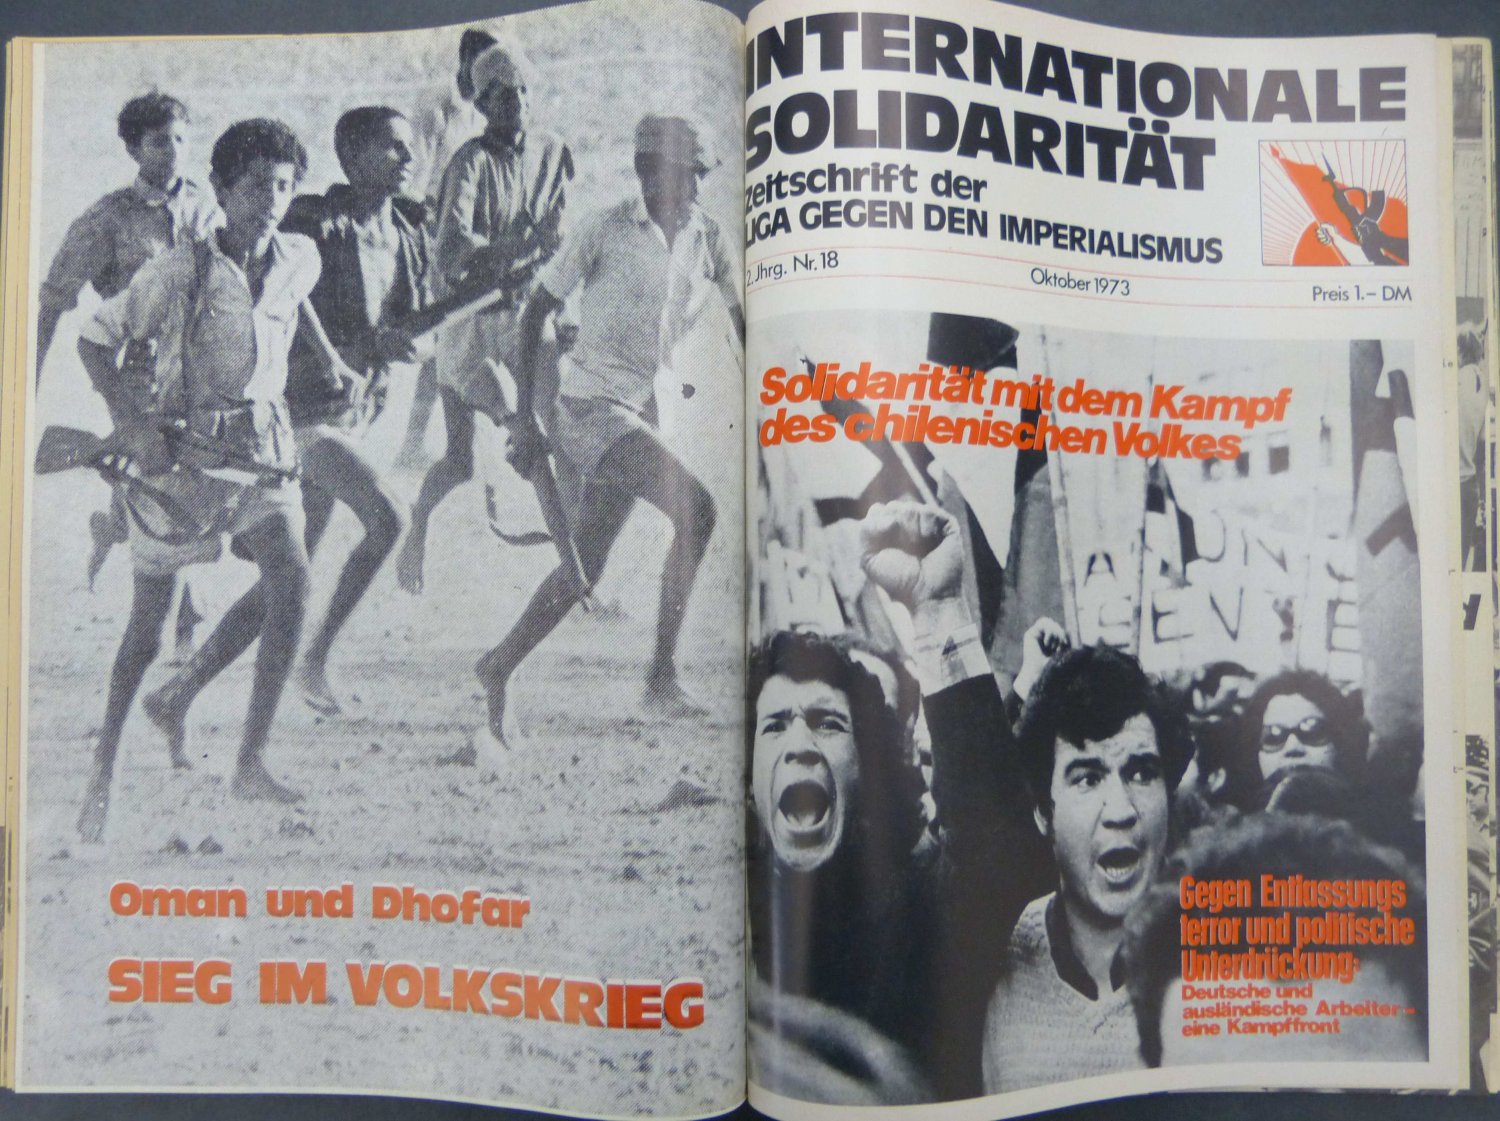 Oman und Dhofar
SIEG IM VOLKSKRIEG
INTERNATIONALE
SOLIDARITÄT
Zeitschrift der
LIGA GEGEN DEN IMPERIALISMUS
2. Jhrg. Nr. 18
Oktober 1973
Preis 1.– DM
Solidarität mit dem Kampf
des chilenischen Volkes
Gegen Entlassungs
terror und politische
Unterdrückung:
Deutsche und
ausländische Arbeiter –
eine Kampffront